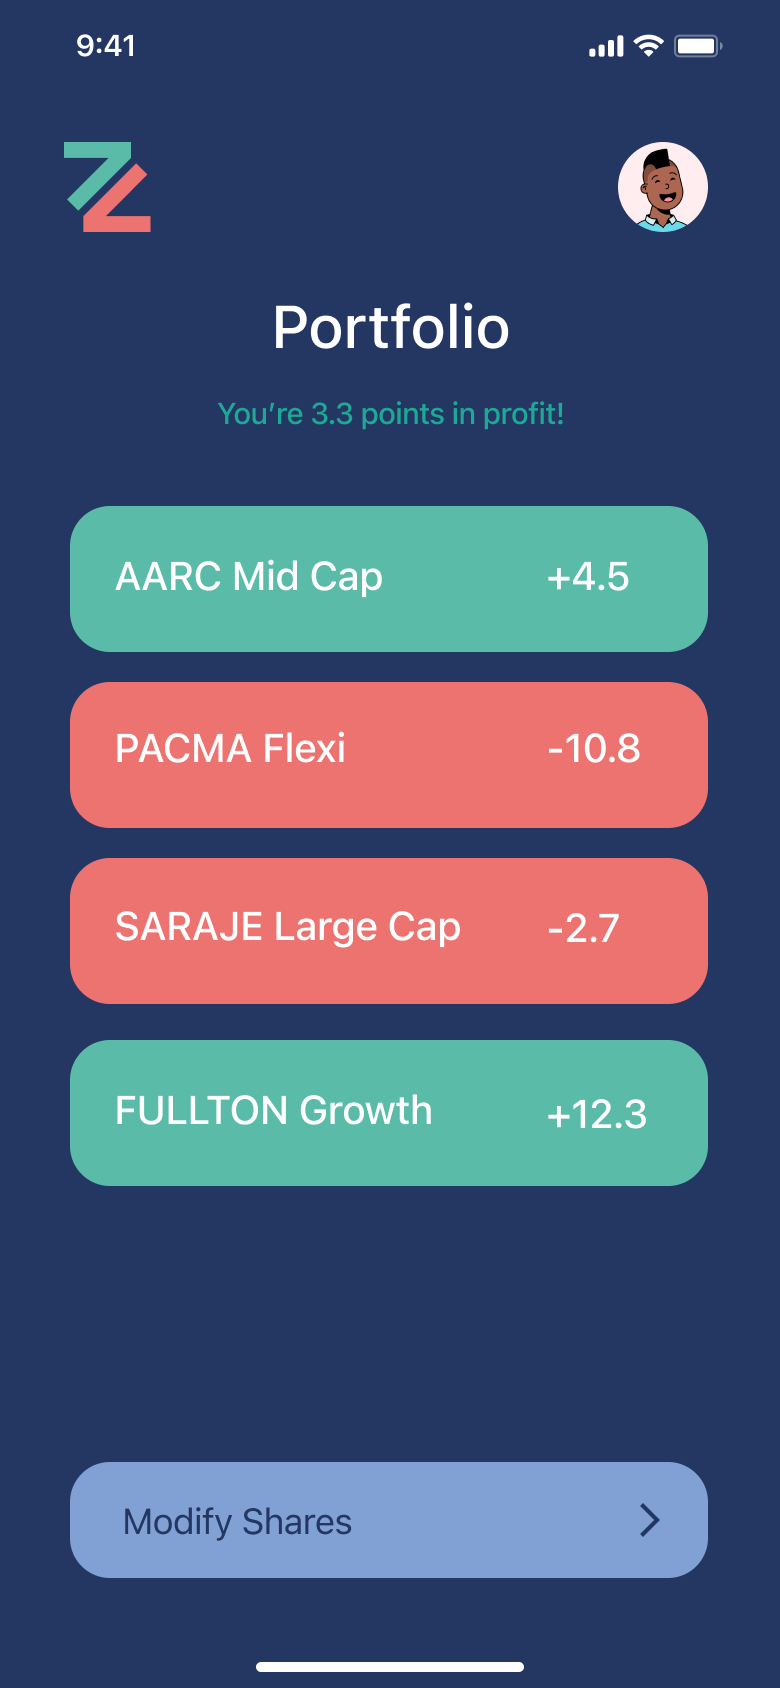 9:41
Portfolio
You’re 3.3 points in profit!
AARC Mid Cap +4.5
PACMA Flexi -10.8
SARAJE Large Cap -2.7
FULLTON Growth +12.3
Modify Shares